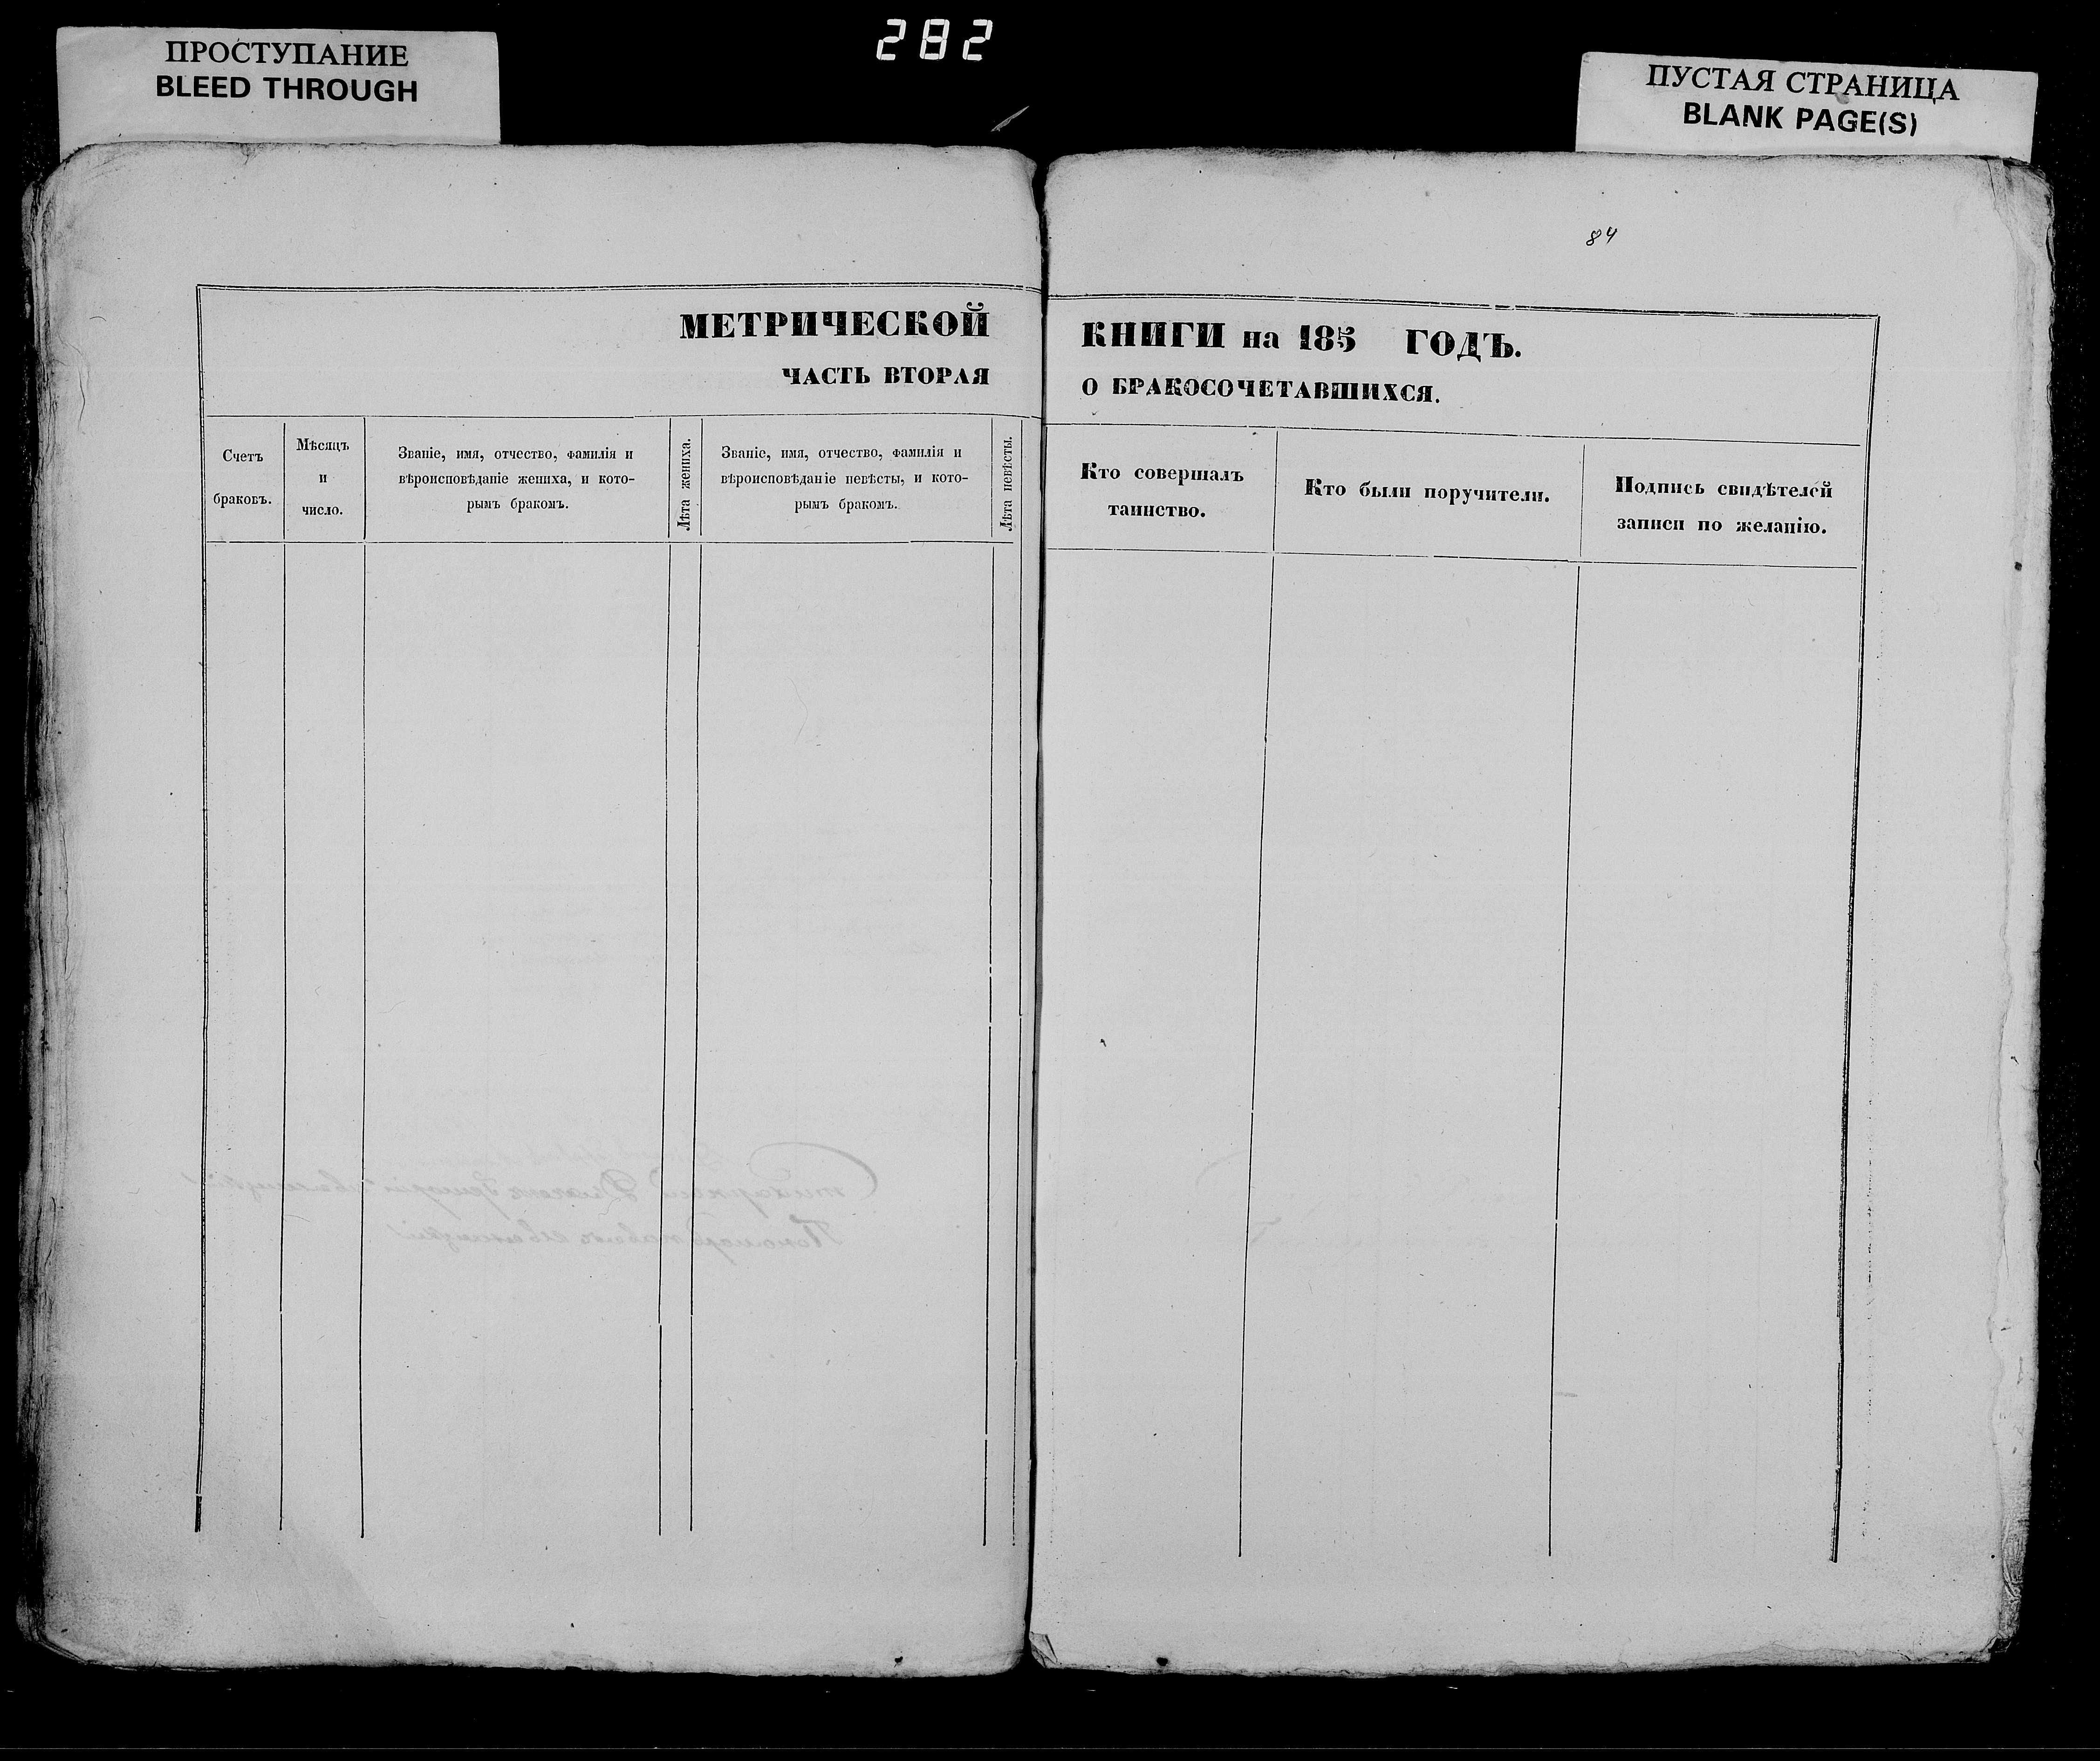 ПРОСТУПАНИЕ
BLEED THROUGH
282
ПУСТАЯ СТРАНИЦА
BLANK PAGE(S)
84
МЕТРИЧЕСКОЙ
КНИГИ на 185 ГОДЪ.
ЧАСТЬ ВТОРАЯ
О БРАКОСОЧЕТАВШИХСЯ.
Счетъ
браковъ.
Мѣсяцъ
и
число.
Званіе, имя, отчество, фамилія и
вѣроисповѣданіе жениха, и кото-
рымъ бракомъ.
Лѣта жениха.
Званіе, имя, отчество, фамилія и
вѣроисповѣданіе невѣсты, и кото-
рымъ бракомъ.
Лѣта невѣсты.
Кто совершалъ
таинство.
Кто были поручители.
Подпись свидѣтелей
записи по желанію.